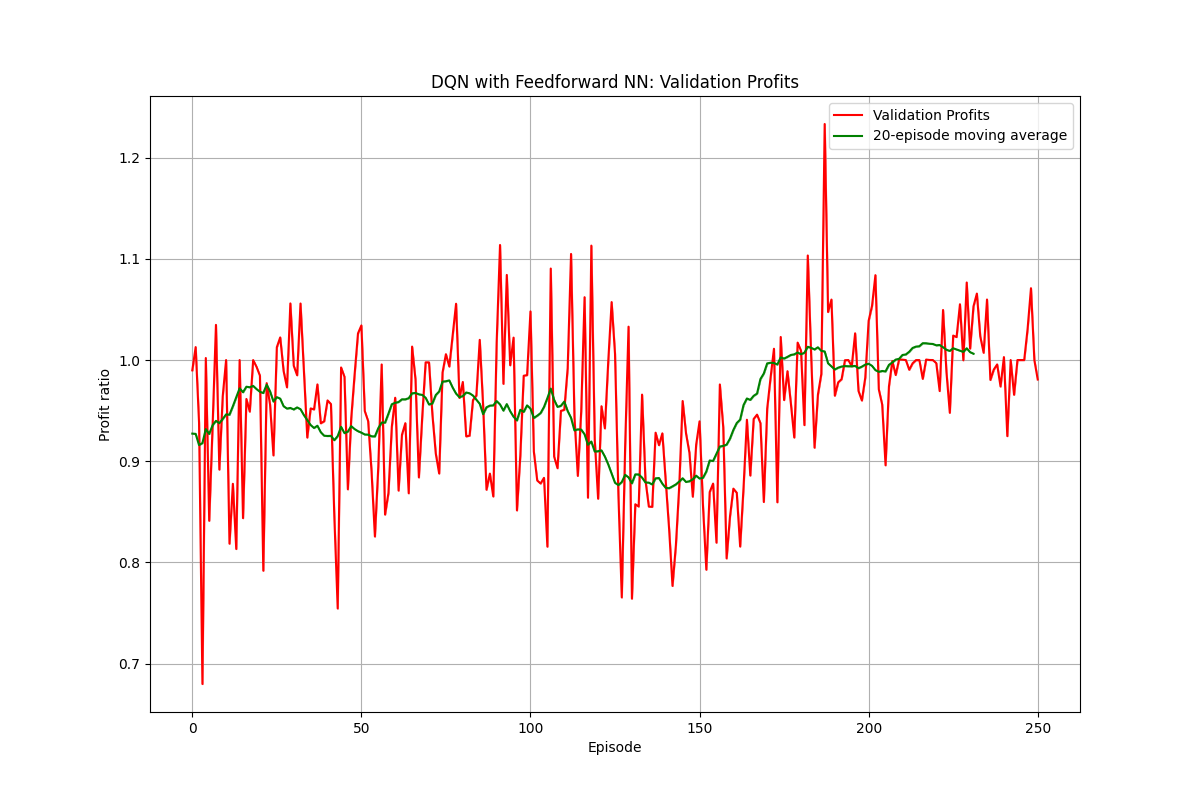 DQN with Feedforward NN: Validation Profits
Validation Profits
20-episode moving average
Profit ratio
1.2
1.1
1.0
0.9
0.8
0.7
0 50 100 150 200 250
Episode